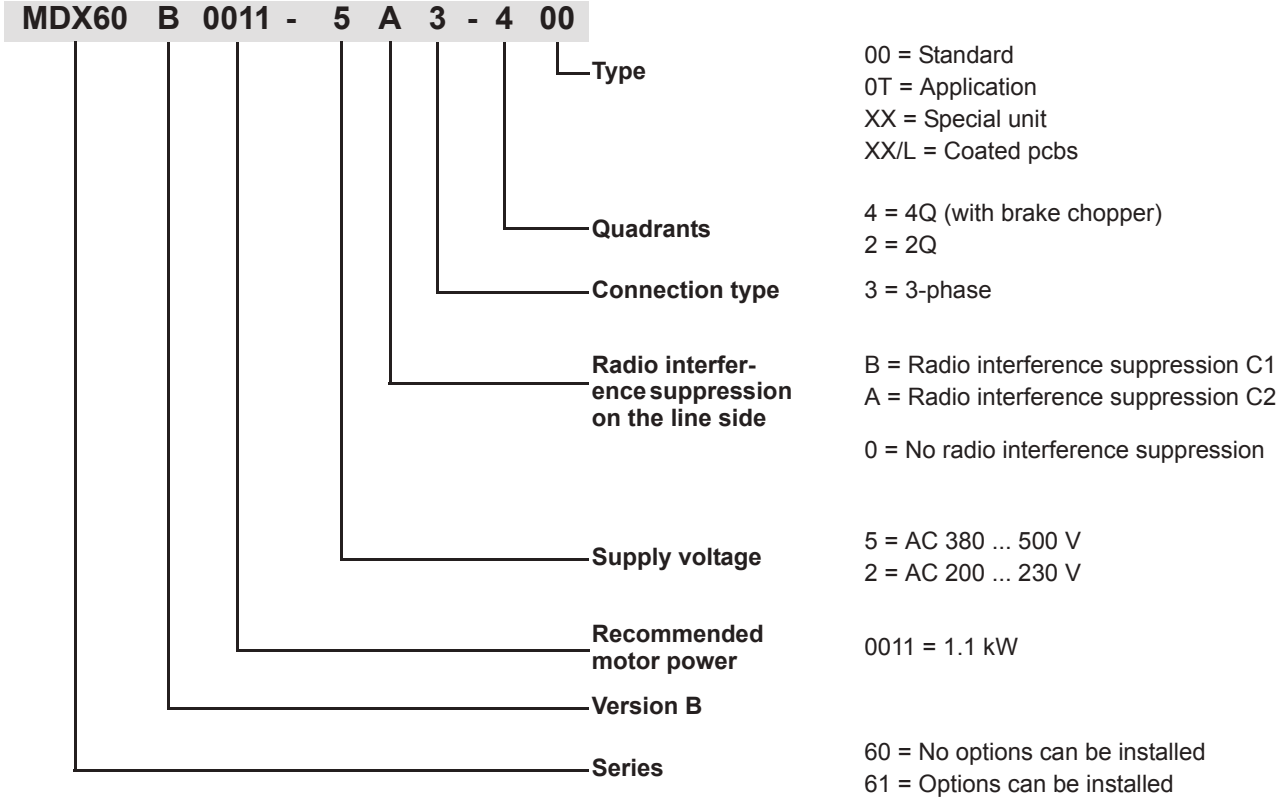 MDX60 B 0011 - 5 A 3 - 4 00
Type
00 = Standard
0T = Application
XX = Special unit
XX/L = Coated pcbs
Quadrants
4 = 4Q (with brake chopper)
2 = 2Q
Connection type
3 = 3-phase
Radio interfer-
ence suppression
on the line side
B = Radio interference suppression C1
A = Radio interference suppression C2
0 = No radio interference suppression
Supply voltage
5 = AC 380 ... 500 V
2 = AC 200 ... 230 V
Recommended
motor power
0011 = 1.1 kW
Version B
Series
60 = No options can be installed
61 = Options can be installed